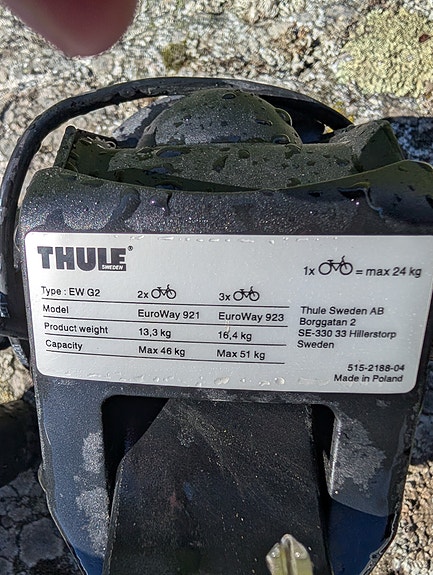 THULE®
SWEDEN
1x = max 24 kg
Type : EW G2 2x 3x
Model EuroWay 921 EuroWay 923
Product weight 13,3 kg 16,4 kg
Capacity Max 46 kg Max 51 kg
Thule Sweden AB
Borggatan 2
SE-330 33 Hillerstorp
Sweden
515-2188-04
Made in Poland